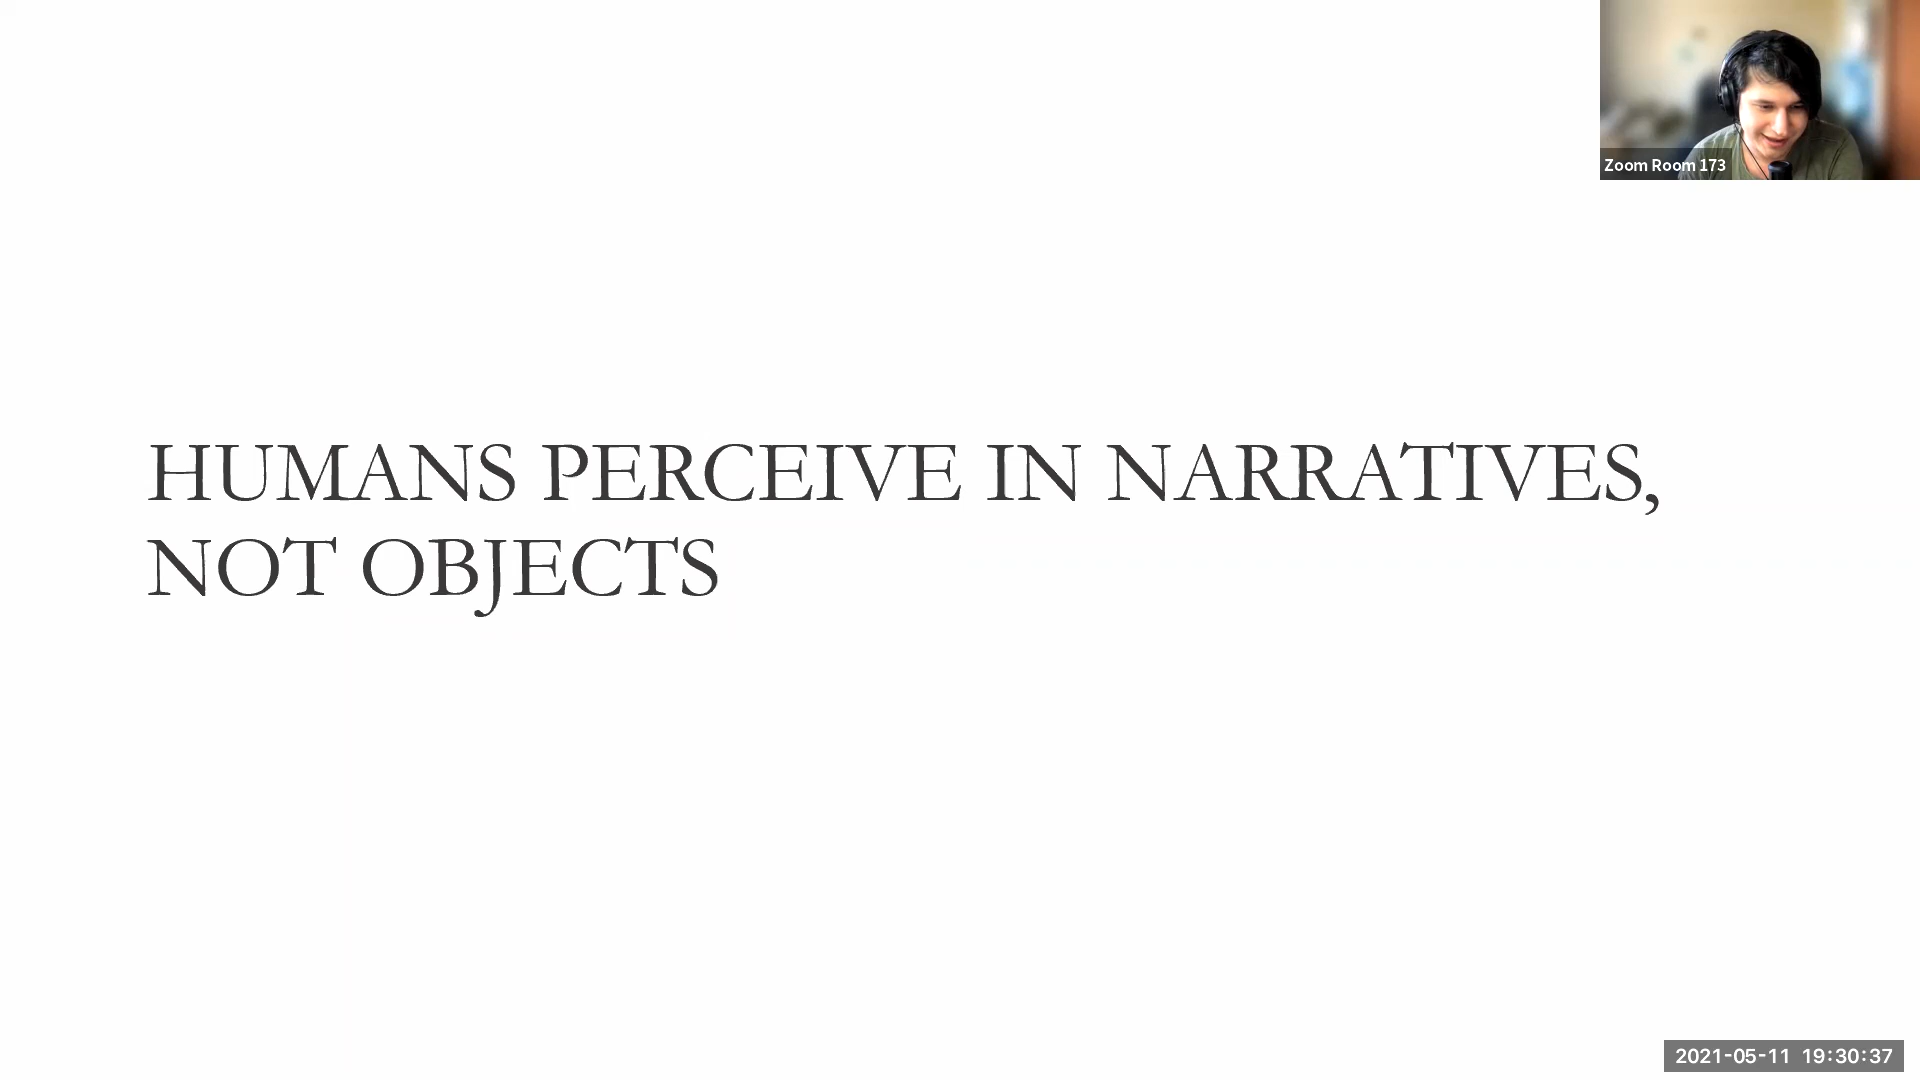 Zoom Room 173
HUMANS PERCEIVE IN NARRATIVES,
NOT OBJECTS
2021-05-11 19:30:37